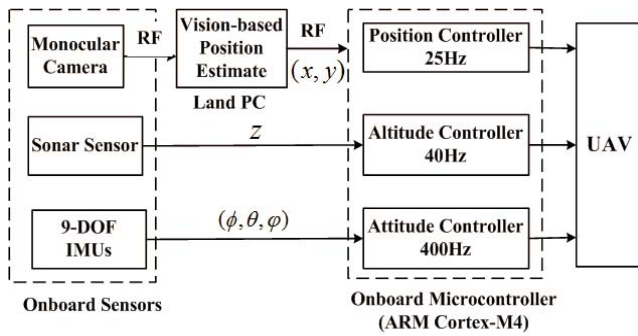 Monocular
Camera
RF
Vision-based
Position
Estimate
Land PC
RF
(x, y)
Position Controller
25Hz
Sonar Sensor
z
Altitude Controller
40Hz
UAV
9-DOF
IMUs
(ϕ, θ, φ)
Attitude Controller
400Hz
Onboard Sensors
Onboard Microcontroller
(ARM Cortex-M4)